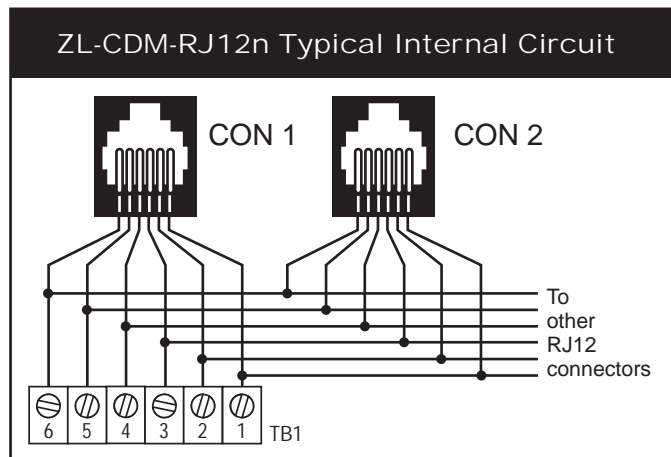 ZL-CDM-RJ12n Typical Internal Circuit
CON 1
CON 2
To
other
RJ12
connectors
6 5 4 3 2 1 TB1